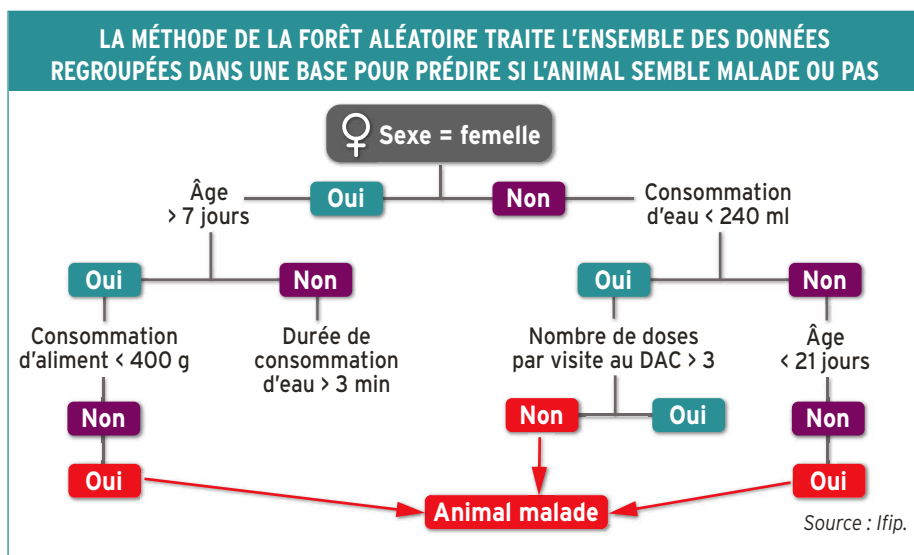 LA MÉTHODE DE LA FORÊT ALÉATOIRE TRAITE L'ENSEMBLE DES DONNÉES
REGROUPÉES DANS UNE BASE POUR PRÉDIRE SI L'ANIMAL SEMBLE MALADE OU PAS
Sexe = femelle
Âge
> 7 jours
Oui
Non
Consommation
d'eau < 240 ml
Oui
Non
Oui
Non
Consommation
d'aliment < 400 g
Durée de
consommation
d'eau > 3 min
Nombre de doses
par visite au DAC > 3
Âge
< 21 jours
Non
Non
Oui
Non
Oui
Oui
Animal malade
Source : Ifip.